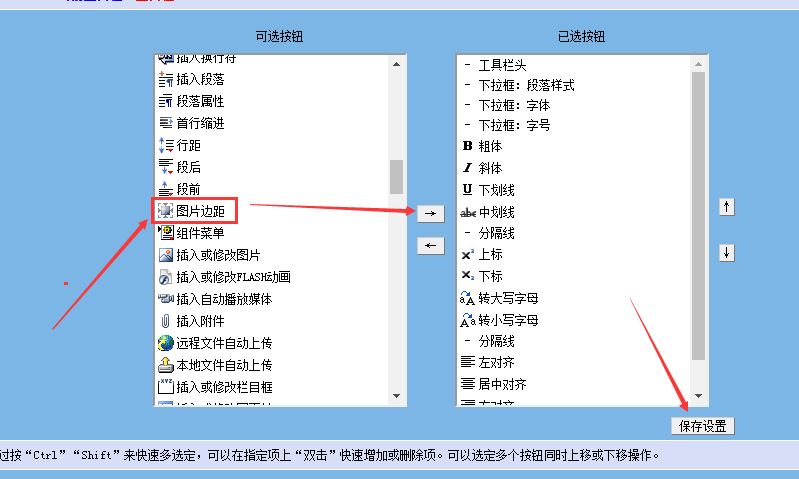 可选按钮
已选按钮
插入换行符
插入段落
段落属性
首行缩进
行距
段后
段前
图片边距
组件菜单
插入或修改图片
插入或修改FLASH动画
插入自动播放媒体
插入附件
远程文件自动上传
本地文件自动上传
插入或修改栏目框
→
←
- 工具栏头
- 下拉框：段落样式
- 下拉框：字体
- 下拉框：字号
B 粗体
I 斜体
U 下划线
abc 中划线
- 分隔线
x² 上标
x₂ 下标
aA 转大写字母
Aa 转小写字母
- 分隔线
左对齐
居中对齐
右对齐
↑
↓
保存设置
过按“Ctrl”“Shift”来快速多选定，可以在指定项上“双击”快速增加或删除项。可以选定多个按钮同时上移或下移操作。